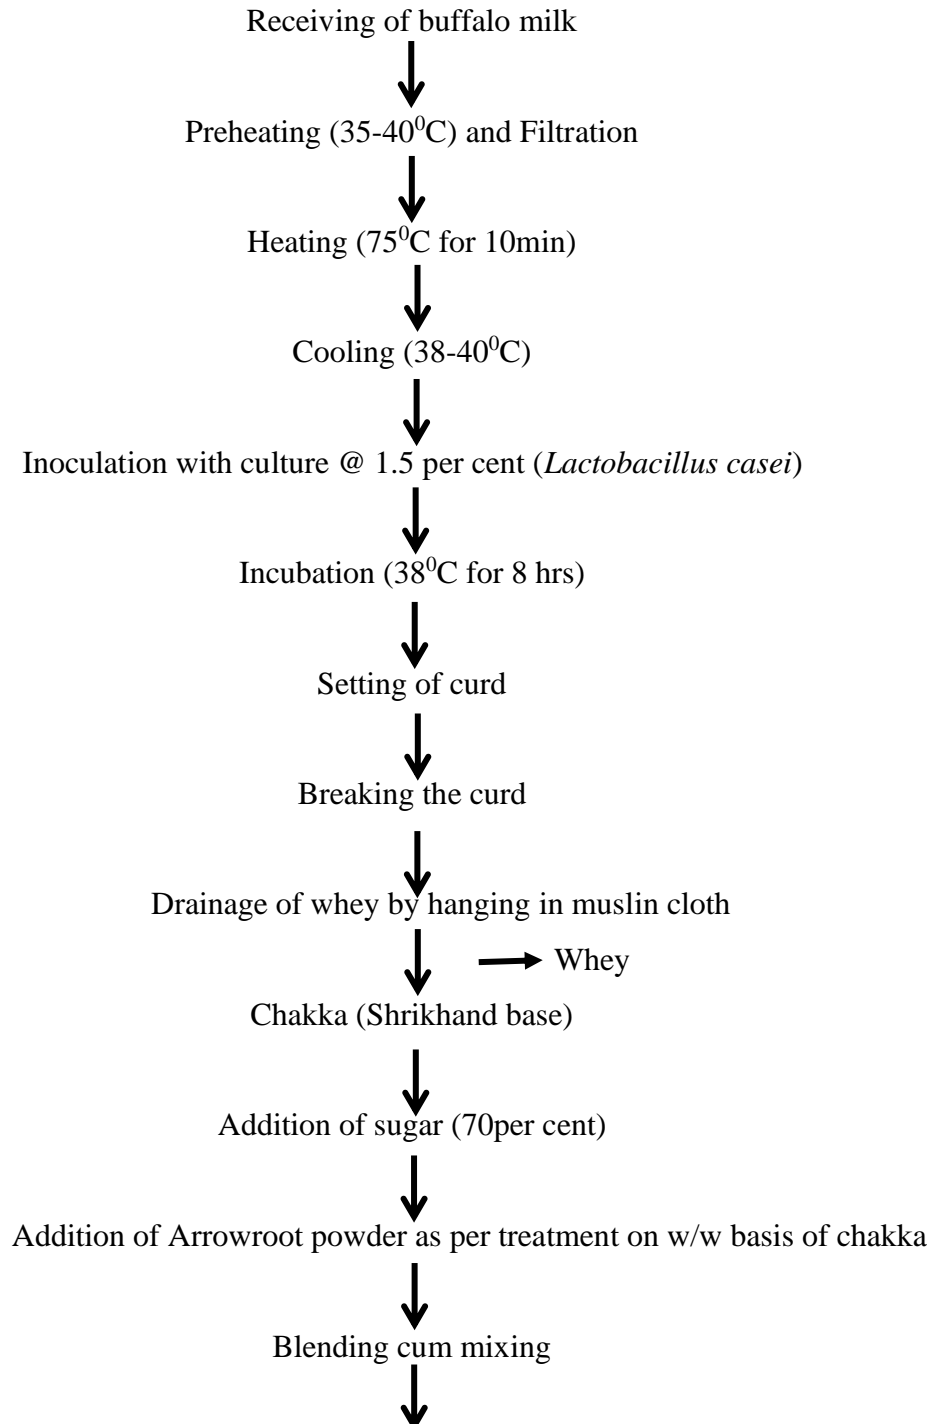 Receiving of buffalo milk
Preheating (35-40⁰C) and Filtration
Heating (75⁰C for 10min)
Cooling (38-40⁰C)
Inoculation with culture @ 1.5 per cent (Lactobacillus casei)
Incubation (38⁰C for 8 hrs)
Setting of curd
Breaking the curd
Drainage of whey by hanging in muslin cloth
Whey
Chakka (Shrikhand base)
Addition of sugar (70per cent)
Addition of Arrowroot powder as per treatment on w/w basis of chakka
Blending cum mixing